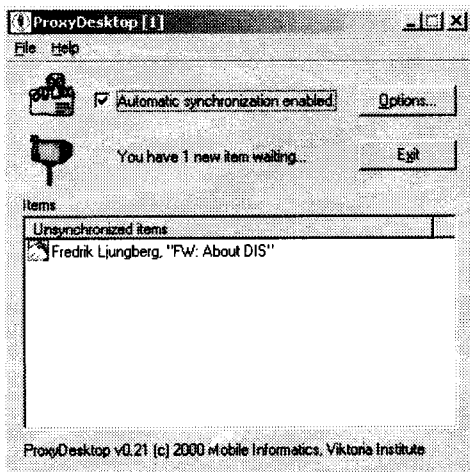 ProxyDesktop [1]
File Help
Automatic synchronization enabled Options...
You have 1 new item waiting... Exit
Items
Unsynchronized items
Fredrik Ljungberg, "FW: About DIS"
ProxyDesktop v0.21 (c) 2000 Mobile Informatics, Viktoria Institute